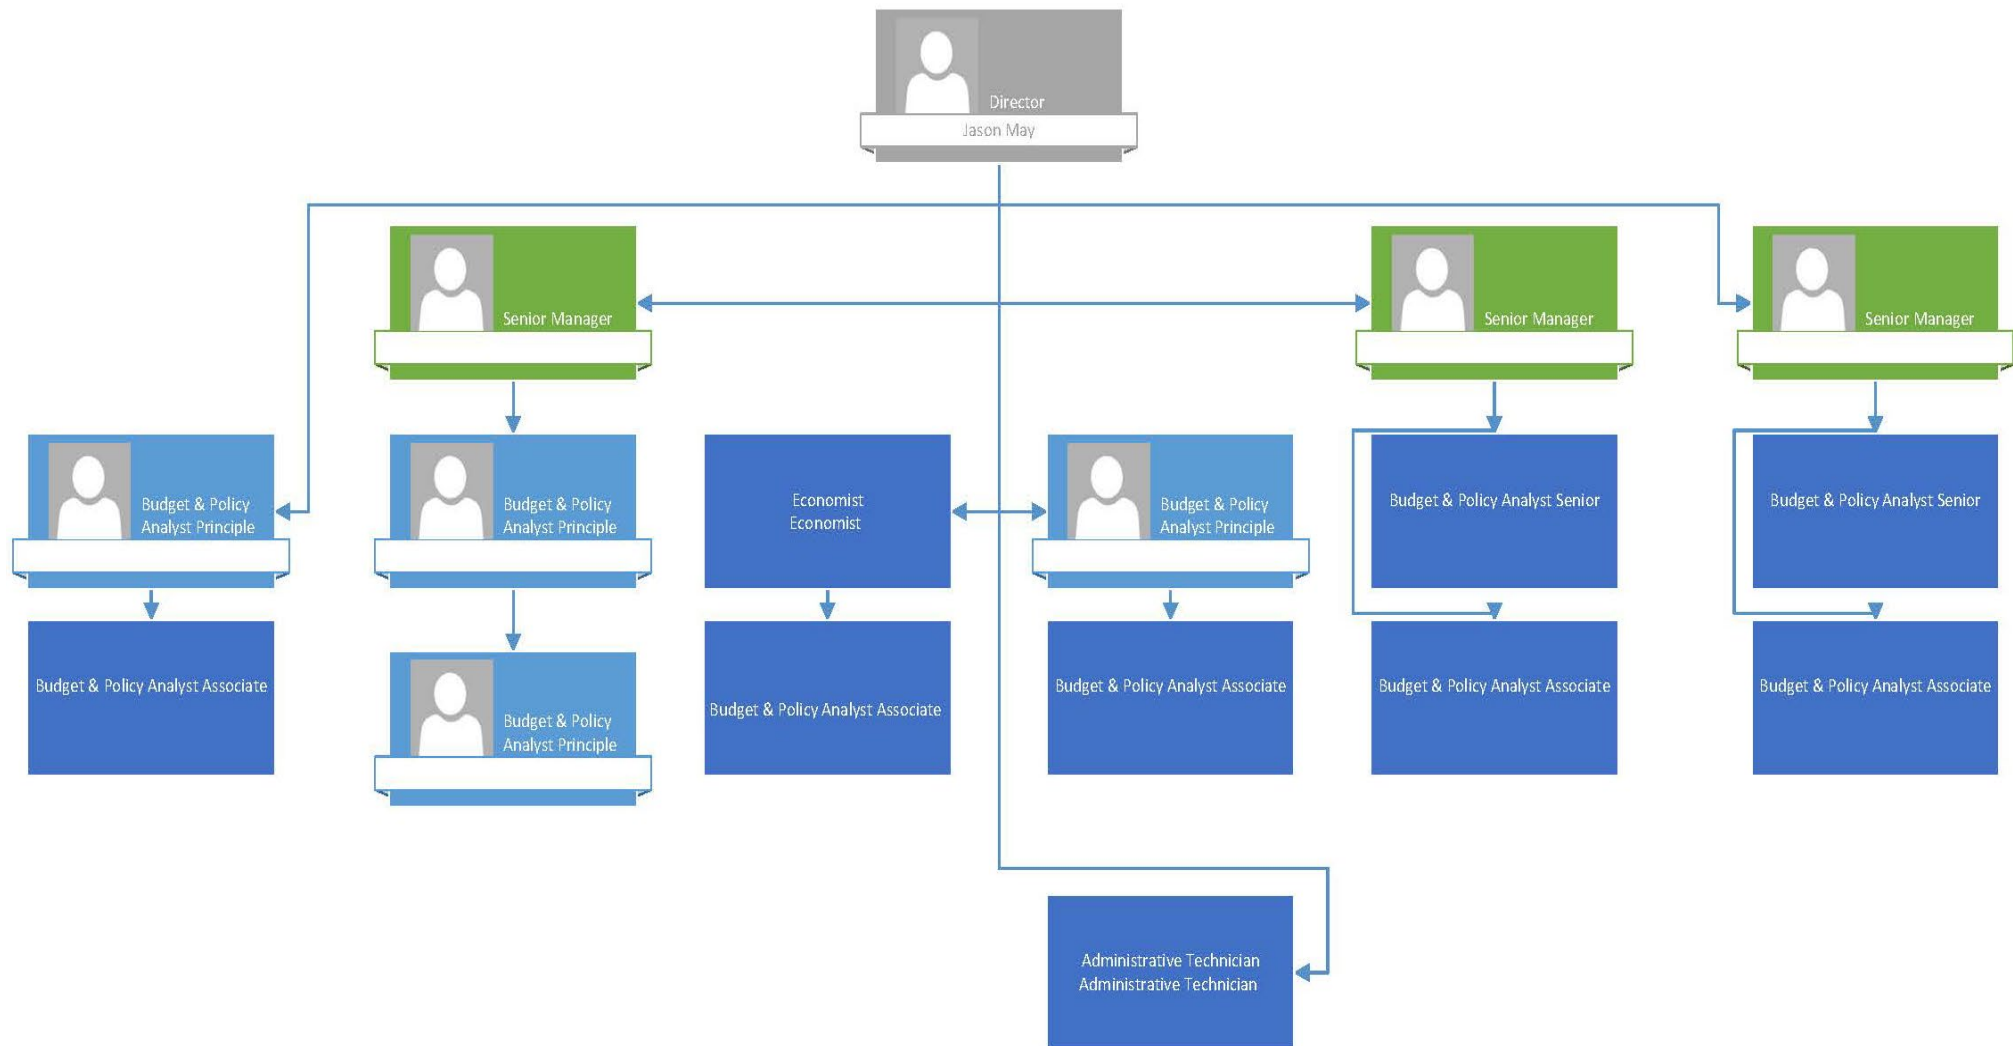 Director
Jason May
Senior Manager
Senior Manager
Senior Manager
Budget & Policy
Analyst Principle
Budget & Policy
Analyst Principle
Economist
Economist
Budget & Policy
Analyst Principle
Budget & Policy Analyst Senior
Budget & Policy Analyst Senior
Budget & Policy Analyst Associate
Budget & Policy
Analyst Principle
Budget & Policy Analyst Associate
Budget & Policy Analyst Associate
Budget & Policy Analyst Associate
Budget & Policy Analyst Associate
Administrative Technician
Administrative Technician